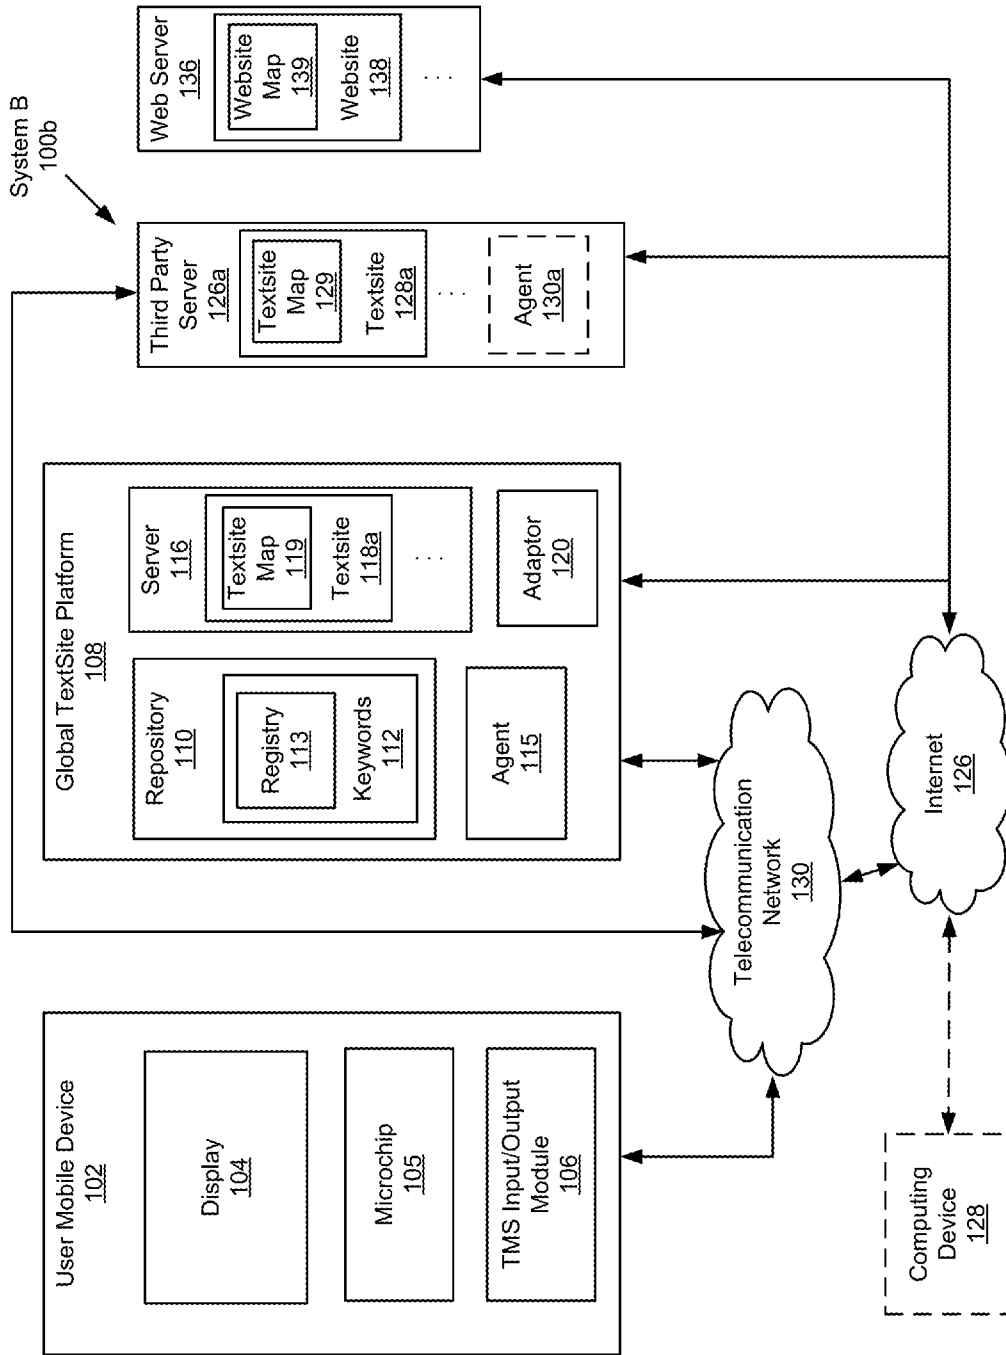 System B
100b
User Mobile Device
102
Display
104
Microchip
105
TMS Input/Output
Module
106
Global TextSite Platform
108
Repository
110
Registry
113
Keywords
112
Agent
115
Server
116
Textsite
Map
119
Textsite
118a
. . .
Adaptor
120
Third Party
Server
126a
Textsite
Map
129
Textsite
128a
. . .
Agent
130a
Web Server
136
Website
Map
139
Website
138
. . .
Telecommunication
Network
130
Internet
126
Computing
Device
128